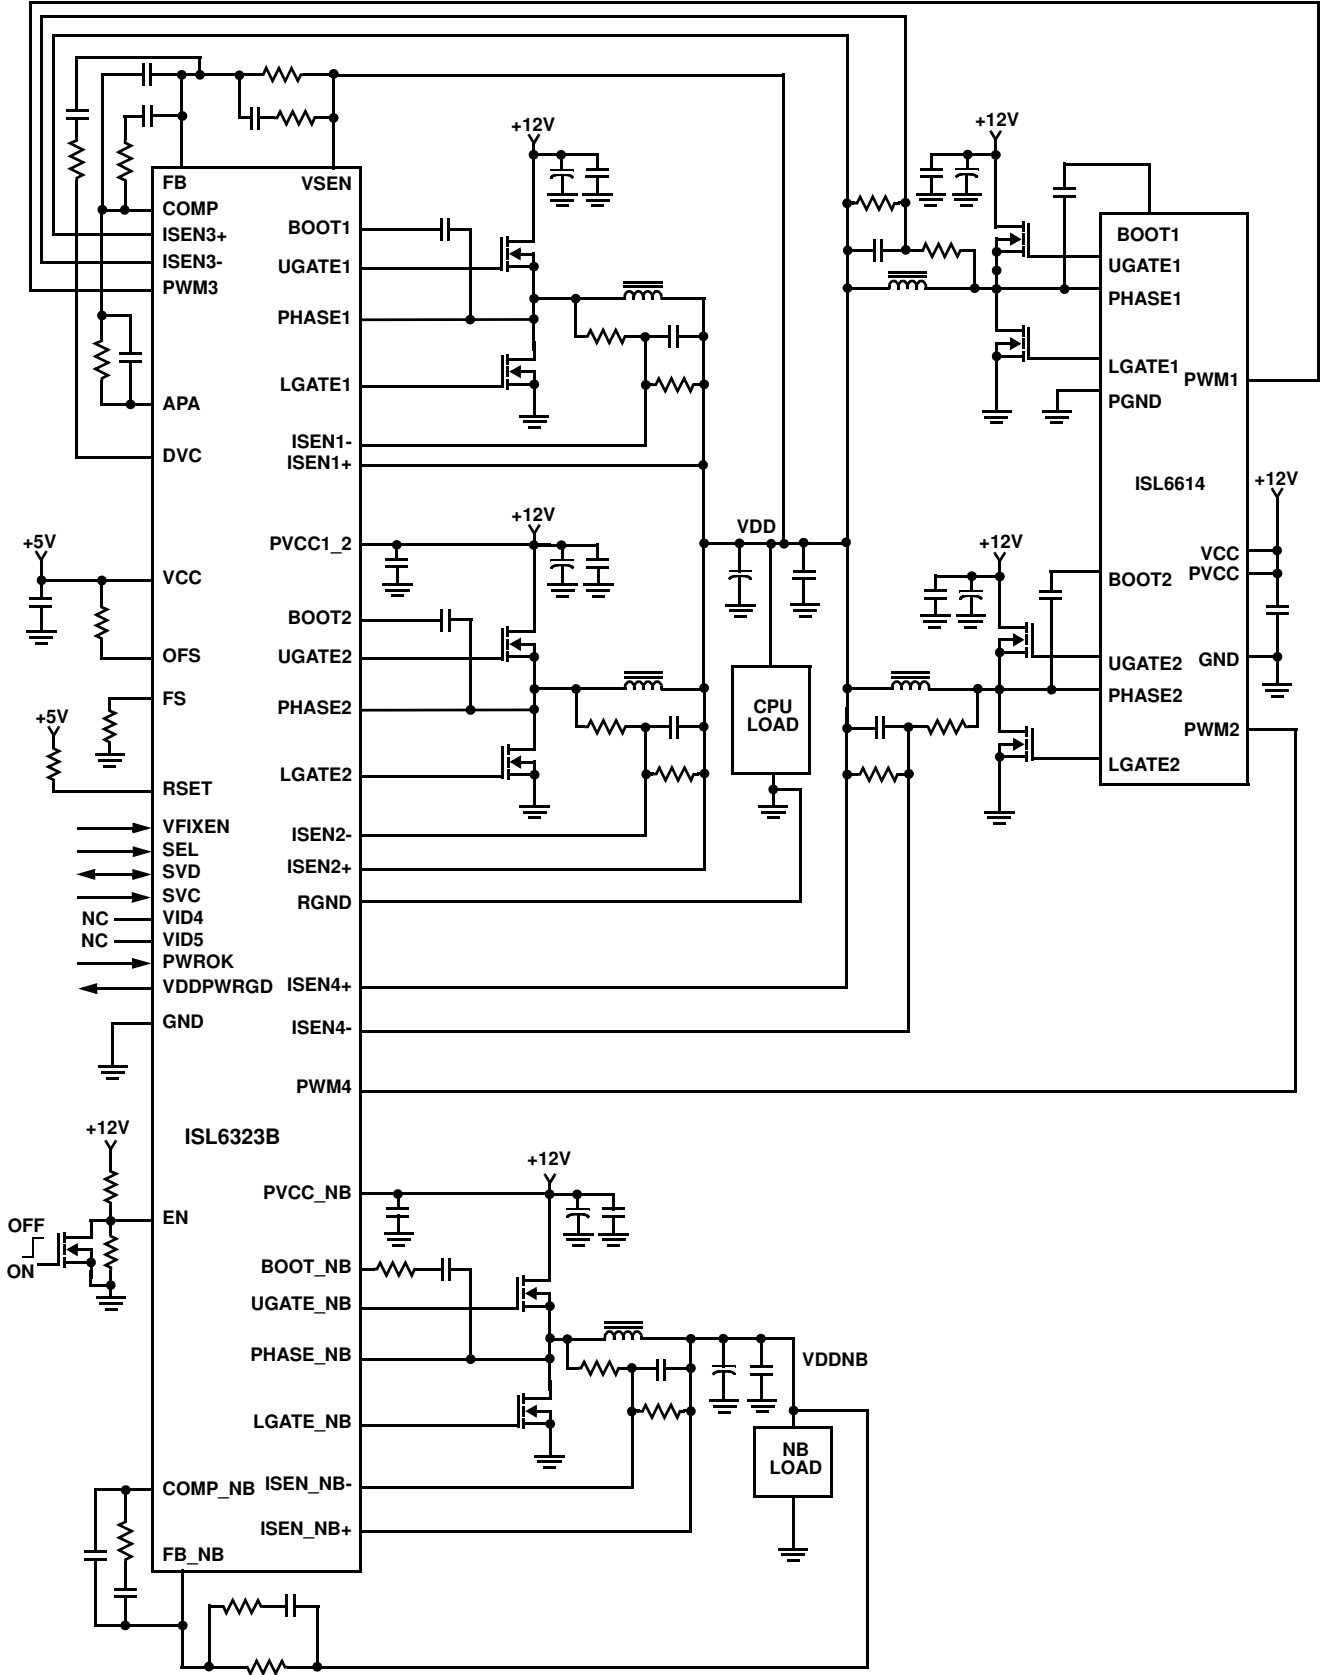 +12V
+12V
FB
VSEN
COMP
ISEN3+
ISEN3-
PWM3
BOOT1
UGATE1
PHASE1
LGATE1
APA
ISEN1-
ISEN1+
DVC
BOOT1
UGATE1
PHASE1
LGATE1
PWM1
PGND
ISL6614
+12V
+5V
VCC
OFS
FS
+5V
RSET
PVCC1_2
+12V
BOOT2
UGATE2
PHASE2
LGATE2
ISEN2-
ISEN2+
RGND
VDD
CPU
LOAD
+12V
VCC
PVCC
BOOT2
UGATE2
GND
PHASE2
PWM2
LGATE2
VFIXEN
SEL
SVD
SVC
NC
VID4
NC
VID5
PWROK
VDDPWRGD
ISEN4+
GND
ISEN4-
PWM4
+12V
ISL6323B
OFF
ON
EN
+12V
PVCC_NB
BOOT_NB
UGATE_NB
PHASE_NB
LGATE_NB
VDDNB
NB
LOAD
COMP_NB
ISEN_NB-
ISEN_NB+
FB_NB